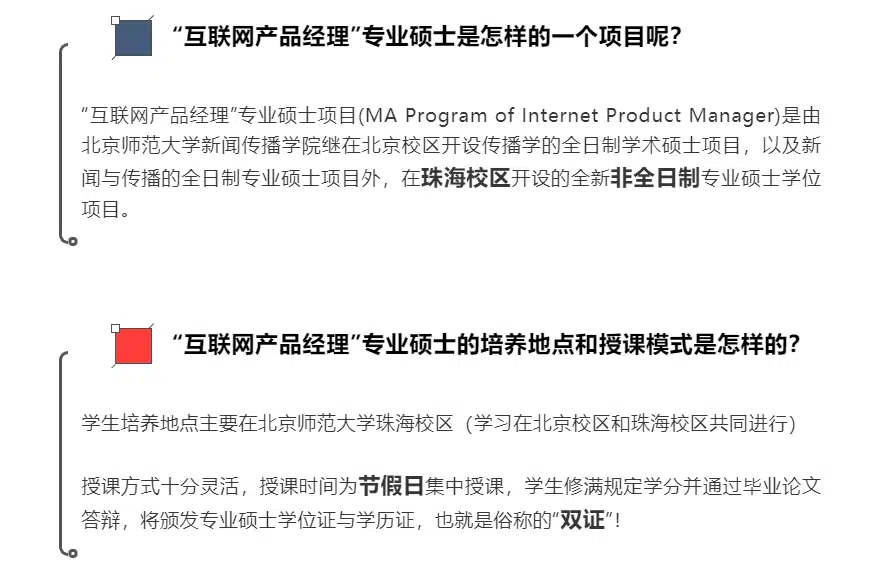 “互联网产品经理”专业硕士是怎样的一个项目呢？
“互联网产品经理”专业硕士项目(MA Program of Internet Product Manager)是由
北京师范大学新闻传播学院继在北京校区开设传播学的全日制学术硕士项目，以及新
闻与传播的全日制专业硕士项目外，在珠海校区开设的全新非全日制专业硕士学位
项目。
“互联网产品经理”专业硕士的培养地点和授课模式是怎样的？
学生培养地点主要在北京师范大学珠海校区（学习在北京校区和珠海校区共同进行）
授课方式十分灵活，授课时间为节假日集中授课，学生修满规定学分并通过毕业论文
答辩，将颁发专业硕士学位证与学历证，也就是俗称的“双证”！